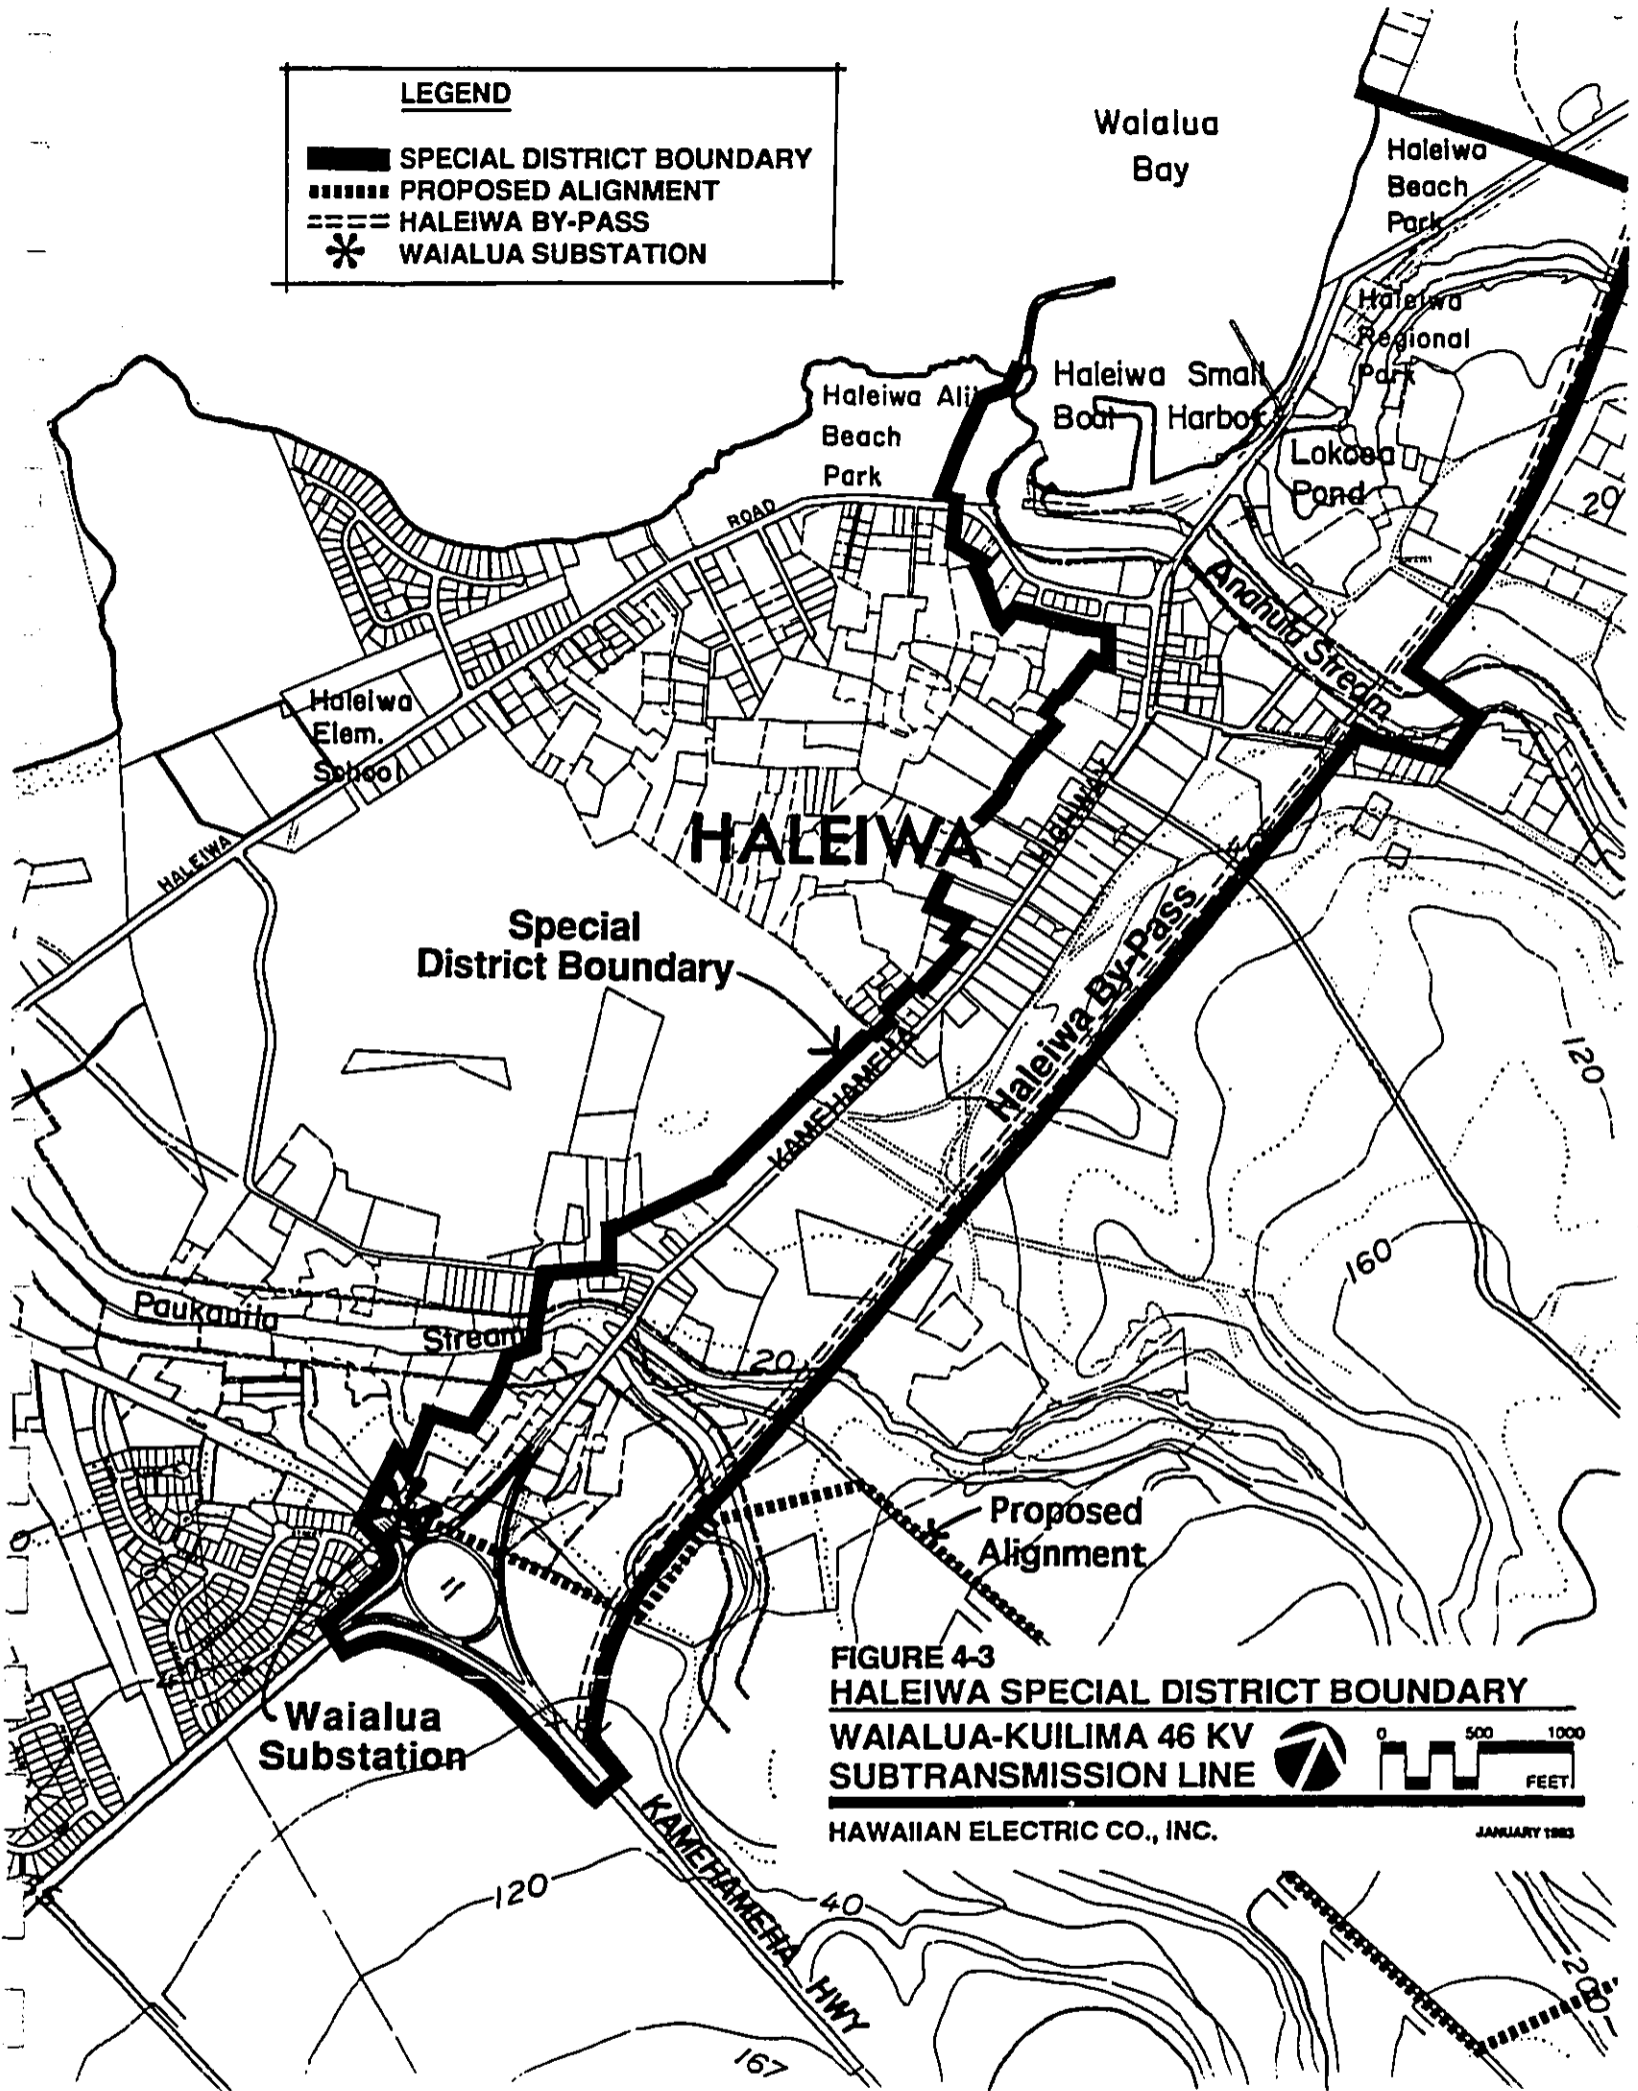 LEGEND
SPECIAL DISTRICT BOUNDARY
PROPOSED ALIGNMENT
HALEIWA BY-PASS
WAIALUA SUBSTATION
Waialua
Bay
Haleiwa
Beach
Park
Haleiwa
Regional
Park
Haleiwa Alii
Beach
Park
Haleiwa Small
Boat Harbor
Lokoea
Pond
20
ROAD
Anahulu Stream
Haleiwa
Elem.
School
HALEIWA
HIGHWAY
HALEIWA
Special
District Boundary
Haleiwa By-Pass
120
KAMEHAMEHA
160
Paukauila
Stream
20
Proposed
Alignment
Waialua
Substation
FIGURE 4-3
HALEIWA SPECIAL DISTRICT BOUNDARY
WAIALUA-KUILIMA 46 KV
SUBTRANSMISSION LINE
0 500 1000
FEET
HAWAIIAN ELECTRIC CO., INC.
KAMEHAMEHA HWY
120
40
200
167